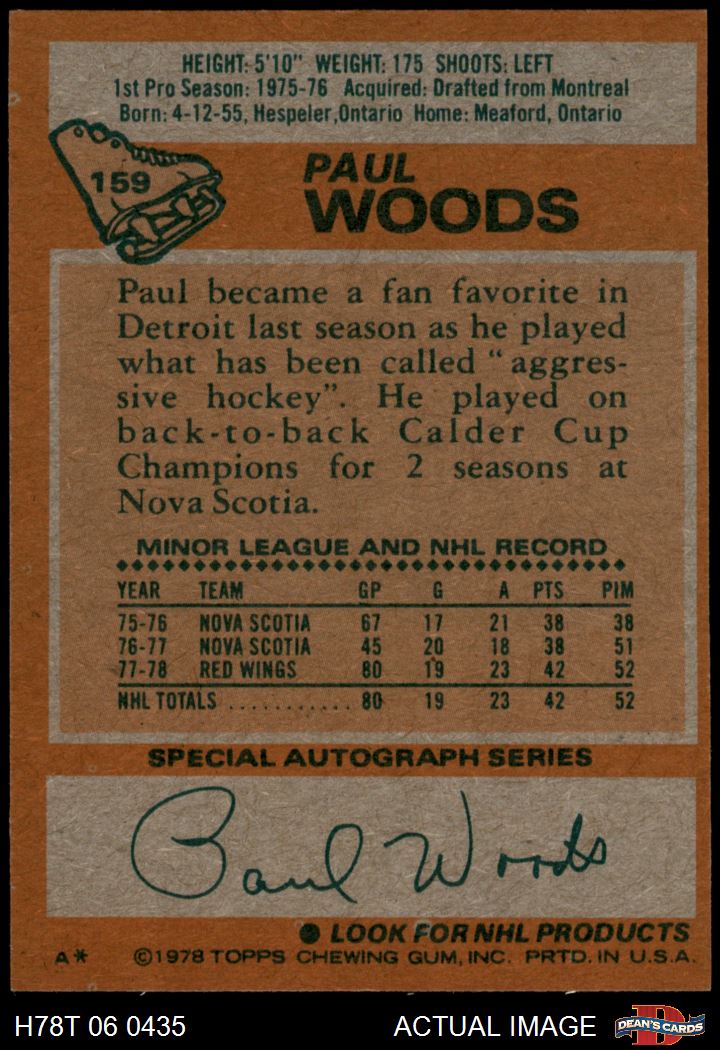 HEIGHT: 5'10" WEIGHT: 175 SHOOTS: LEFT
1st Pro Season: 1975-76 Acquired: Drafted from Montreal
Born: 4-12-55, Hespeler, Ontario Home: Meaford, Ontario
159
PAUL
WOODS
Paul became a fan favorite in
Detroit last season as he played
what has been called "aggres-
sive hockey". He played on
back-to-back Calder Cup
Champions for 2 seasons at
Nova Scotia.
MINOR LEAGUE AND NHL RECORD
YEAR TEAM GP G A PTS PIM
75-76 NOVA SCOTIA 67 17 21 38 38
76-77 NOVA SCOTIA 45 20 18 38 51
77-78 RED WINGS 80 19 23 42 52
NHL TOTALS ........... 80 19 23 42 52
SPECIAL AUTOGRAPH SERIES
Paul Woods
● LOOK FOR NHL PRODUCTS
A* ©1978 TOPPS CHEWING GUM, INC. PRTD. IN U.S.A.
H78T 06 0435 ACTUAL IMAGE DEAN'S CARDS